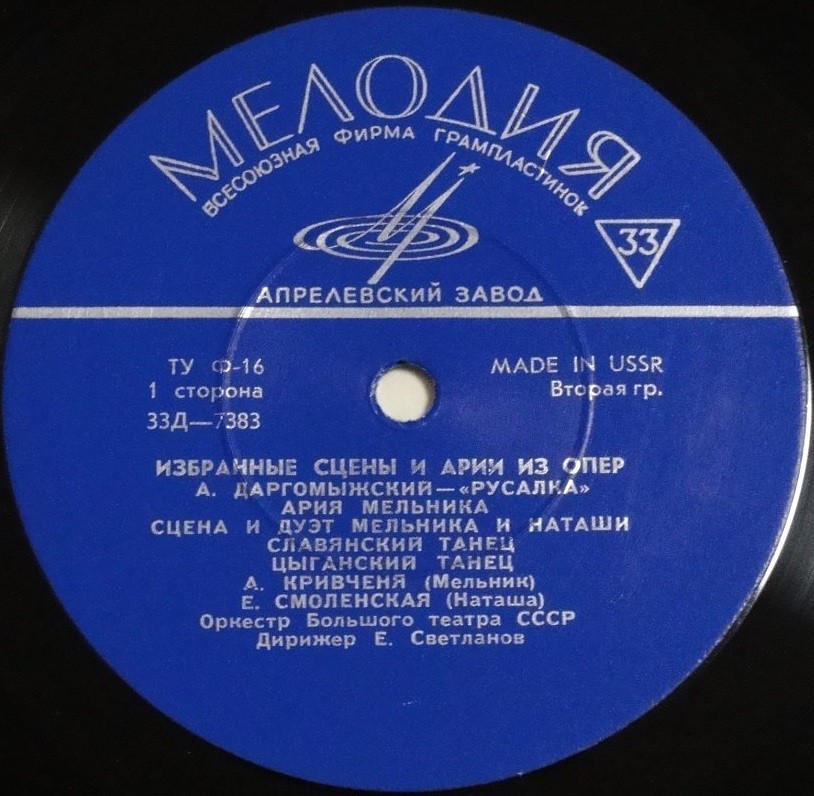 МЕЛОДИЯ
ВСЕСОЮЗНАЯ ФИРМА ГРАМПЛАСТИНОК
33
АПРЕЛЕВСКИЙ ЗАВОД
ТУ Ф-16
MADE IN USSR
1 сторона
Вторая гр.
33Д—7383
ИЗБРАННЫЕ СЦЕНЫ И АРИИ ИЗ ОПЕР
А. ДАРГОМЫЖСКИЙ—«РУСАЛКА»
АРИЯ МЕЛЬНИКА
СЦЕНА И ДУЭТ МЕЛЬНИКА И НАТАШИ
СЛАВЯНСКИЙ ТАНЕЦ
ЦЫГАНСКИЙ ТАНЕЦ
А. КРИВЧЕНЯ (Мельник)
Е. СМОЛЕНСКАЯ (Наташа)
Оркестр Большого театра СССР
Дирижер Е. Светланов